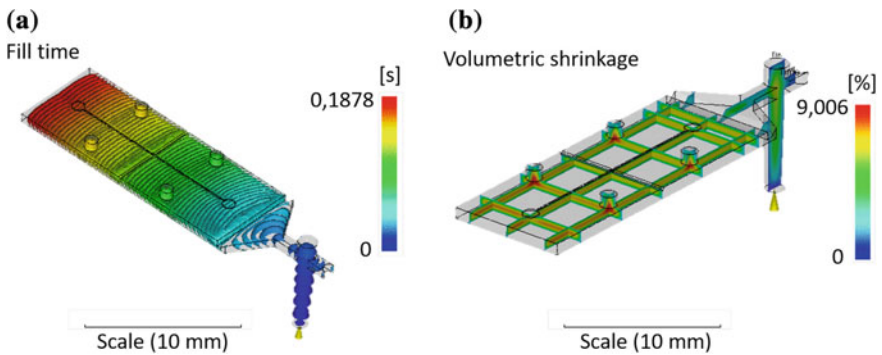 (a)
Fill time
[s]
0,1878
0
Scale (10 mm)
(b)
Volumetric shrinkage
[%]
9,006
0
Scale (10 mm)